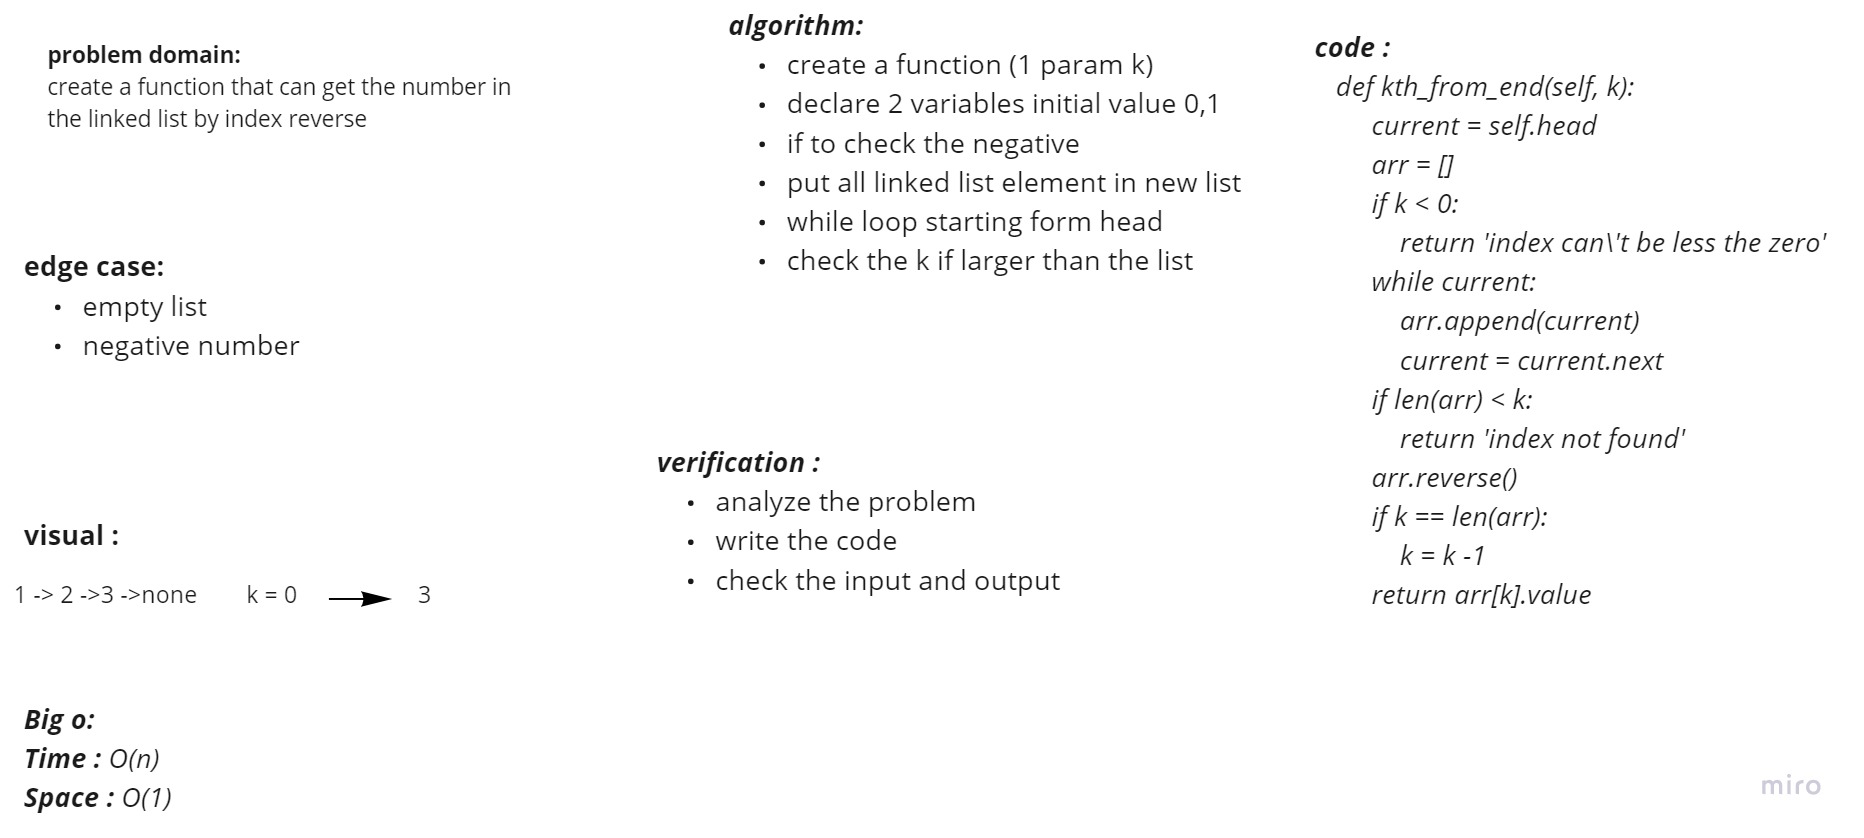 problem domain:
create a function that can get the number in
the linked list by index reverse
edge case:
• empty list
• negative number
visual :
1 -> 2 ->3 ->none k = 0 3
Big o:
Time : O(n)
Space : O(1)
algorithm:
• create a function (1 param k)
• declare 2 variables initial value 0,1
• if to check the negative
• put all linked list element in new list
• while loop starting form head
• check the k if larger than the list
verification :
• analyze the problem
• write the code
• check the input and output
code :
def kth_from_end(self, k):
current = self.head
arr = []
if k < 0:
return 'index can\'t be less the zero'
while current:
arr.append(current)
current = current.next
if len(arr) < k:
return 'index not found'
arr.reverse()
if k == len(arr):
k = k -1
return arr[k].value
miro